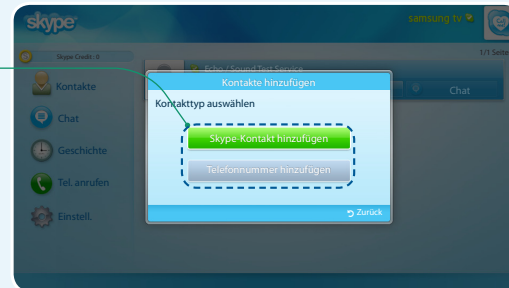 skype
samsung tv
Skype Credit : 0
1/1 Seite
Echo / Sound Test Service
Kontakte
Chat
Chat
Geschichte
Tel. anrufen
Einstell.
Kontakte hinzufügen
Kontakttyp auswählen
Skype-Kontakt hinzufügen
Telefonnummer hinzufügen
Zurück